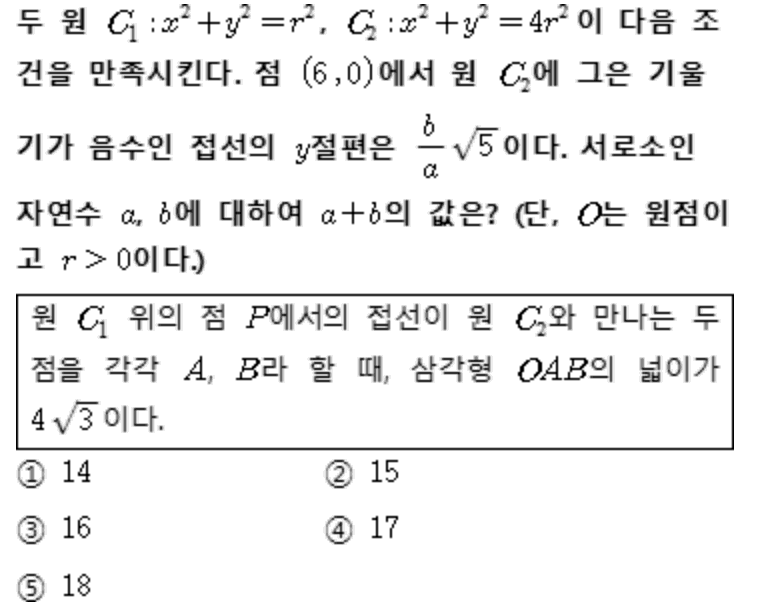 두 원 C₁ : x²+y²=r², C₂ : x²+y²=4r² 이 다음 조
건을 만족시킨다. 점 (6,0)에서 원 C₂에 그은 기울
기가 음수인 접선의 y절편은 b/a √5 이다. 서로소인
자연수 a, b에 대하여 a+b의 값은? (단, O는 원점이
고 r>0이다.)
원 C₁ 위의 점 P에서의 접선이 원 C₂와 만나는 두
점을 각각 A, B라 할 때, 삼각형 OAB의 넓이가
4√3 이다.
① 14 ② 15
③ 16 ④ 17
⑤ 18